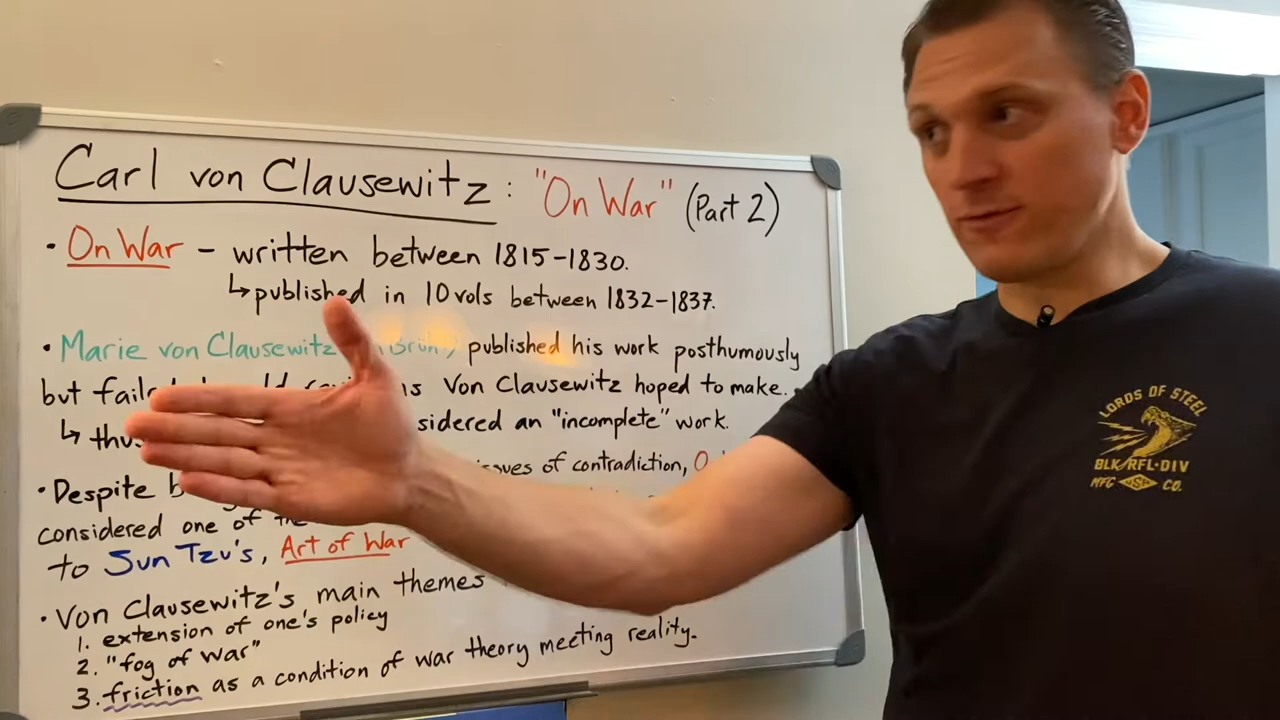 Carl von Clausewitz: "On War" (Part 2)
• On War – written between 1815-1830.
↳ published in 10 vols between 1832-1837.
• Marie von Clausewitz published his work posthumously
but Von Clausewitz hoped to make.
↳ an "incomplete" work.
• Despite of contradiction,
considered one of the
to Sun Tzu's, Art of War
• Von Clausewitz's main themes
1. extension of one's policy
2. "fog of war"
3. friction as a condition of war theory meeting reality.
LORDS OF STEEL
BLK RFL-DIV
MFG USA CO.